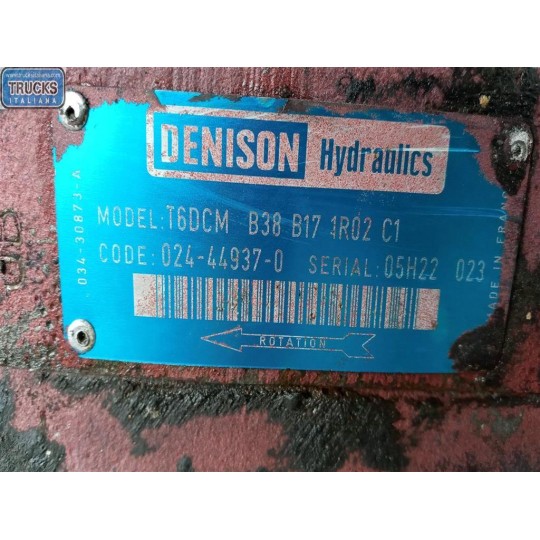 TRUCKS
ITALIANA
DENISON Hydraulics
MODEL:T6DCM B38 B17 1R02 C1
CODE: 024-44937-0 SERIAL: 05H22 023
ROTATION
034-30873-A
MADE IN FRAN